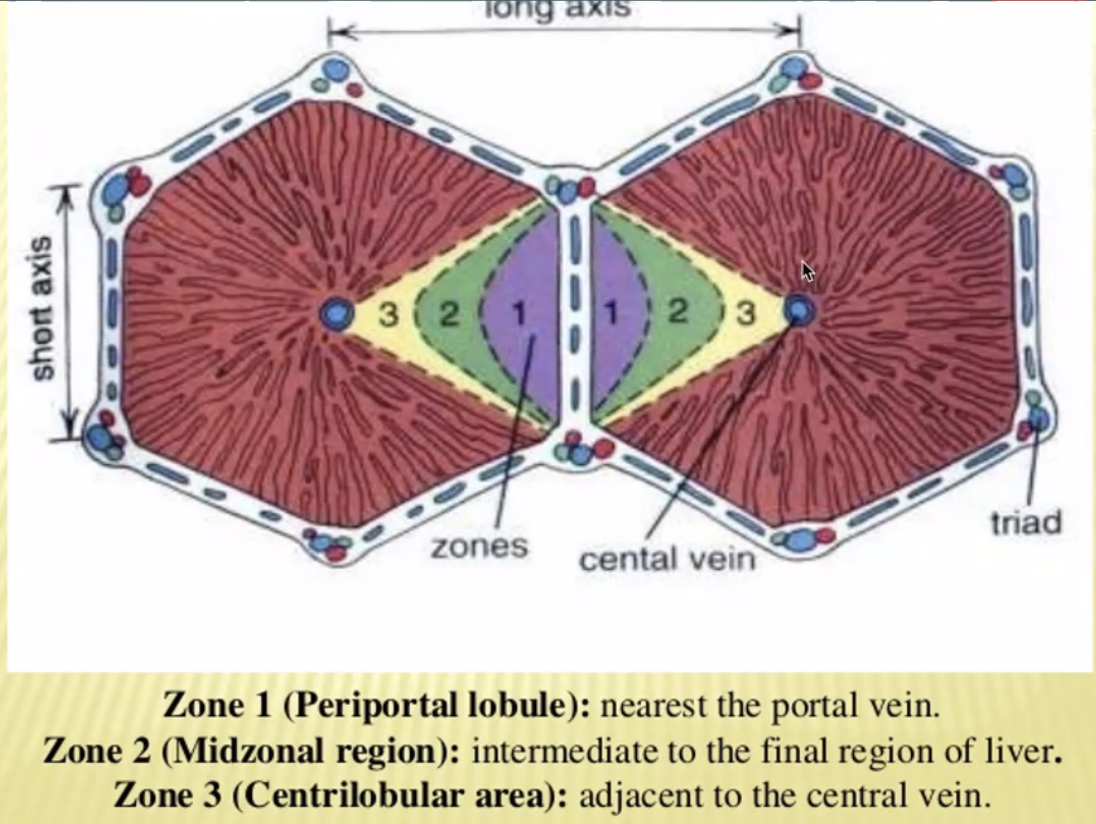 long axis
short axis
3 2 1 1 2 3
zones
cental vein
triad
Zone 1 (Periportal lobule): nearest the portal vein.
Zone 2 (Midzonal region): intermediate to the final region of liver.
Zone 3 (Centrilobular area): adjacent to the central vein.